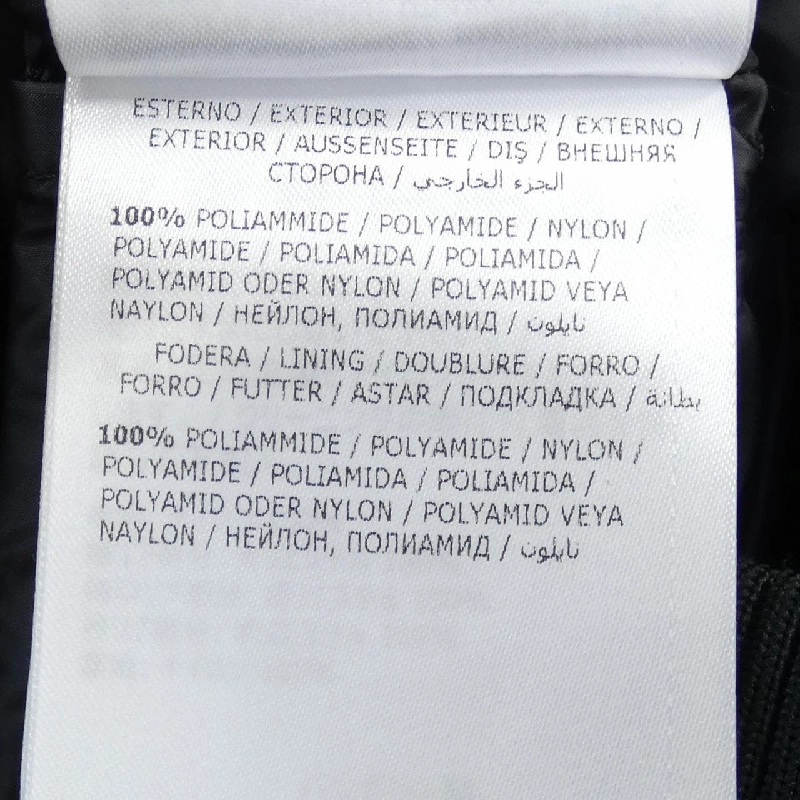 ESTERNO / EXTERIOR / EXTERIEUR / EXTERNO /
EXTERIOR / AUSSENSEITE / DIŞ / ВНЕШНЯЯ
СТОРОНА / الجزء الخارجي
100% POLIAMMIDE / POLYAMIDE / NYLON /
POLYAMIDE / POLIAMIDA / POLIAMIDA /
POLYAMID ODER NYLON / POLYAMID VEYA
NAYLON / НЕЙЛОН, ПОЛИАМИД / نايلون
FODERA / LINING / DOUBLURE / FORRO /
FORRO / FUTTER / ASTAR / ПОДКЛАДКА / بطانة
100% POLIAMMIDE / POLYAMIDE / NYLON /
POLYAMIDE / POLIAMIDA / POLIAMIDA /
POLYAMID ODER NYLON / POLYAMID VEYA
NAYLON / НЕЙЛОН, ПОЛИАМИД / نايلون